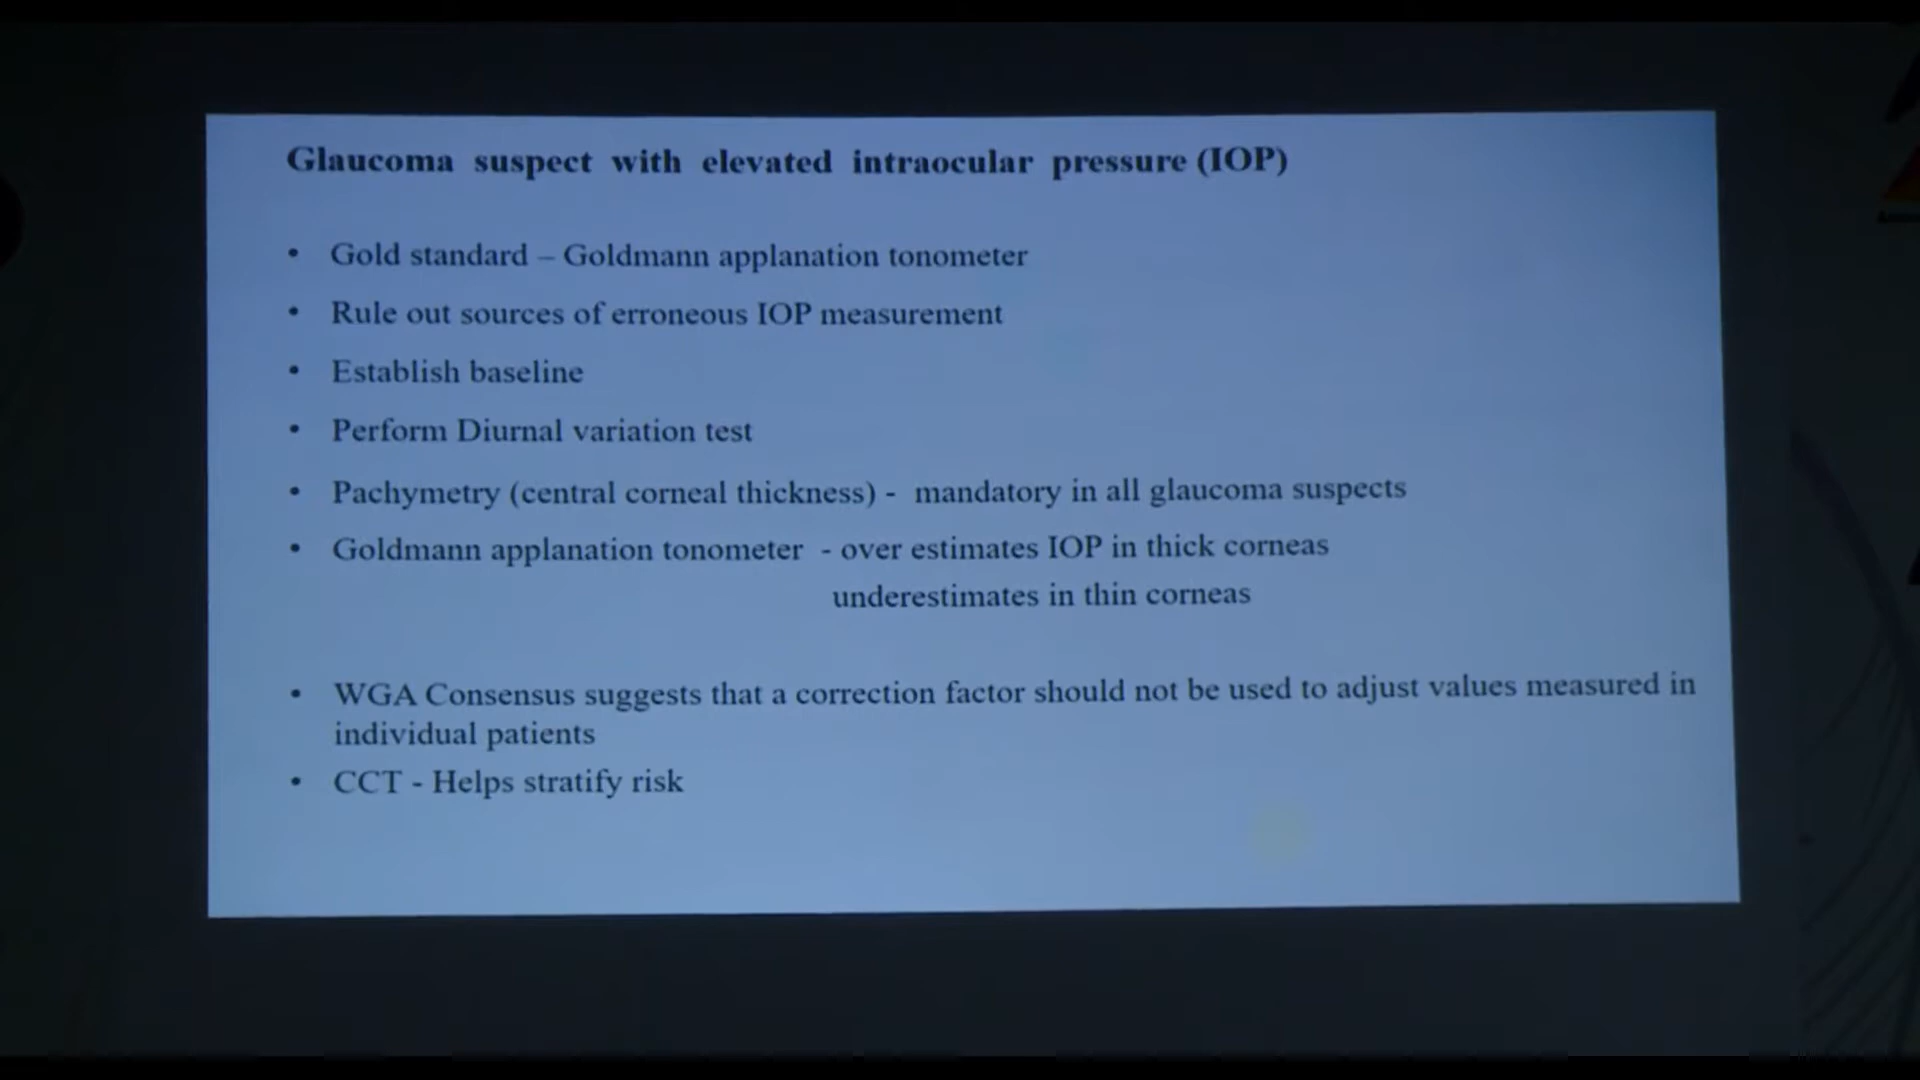 Glaucoma suspect with elevated intraocular pressure (IOP)
• Gold standard – Goldmann applanation tonometer
• Rule out sources of erroneous IOP measurement
• Establish baseline
• Perform Diurnal variation test
• Pachymetry (central corneal thickness) - mandatory in all glaucoma suspects
• Goldmann applanation tonometer - over estimates IOP in thick corneas
underestimates in thin corneas
• WGA Consensus suggests that a correction factor should not be used to adjust values measured in
individual patients
• CCT - Helps stratify risk